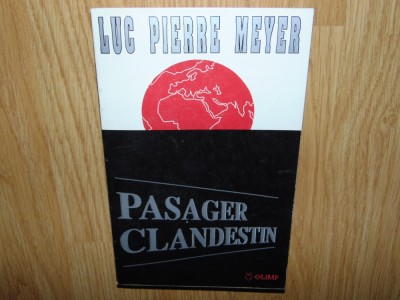 LUC PIERRE MEYER
PASAGER
CLANDESTIN
OLIMP